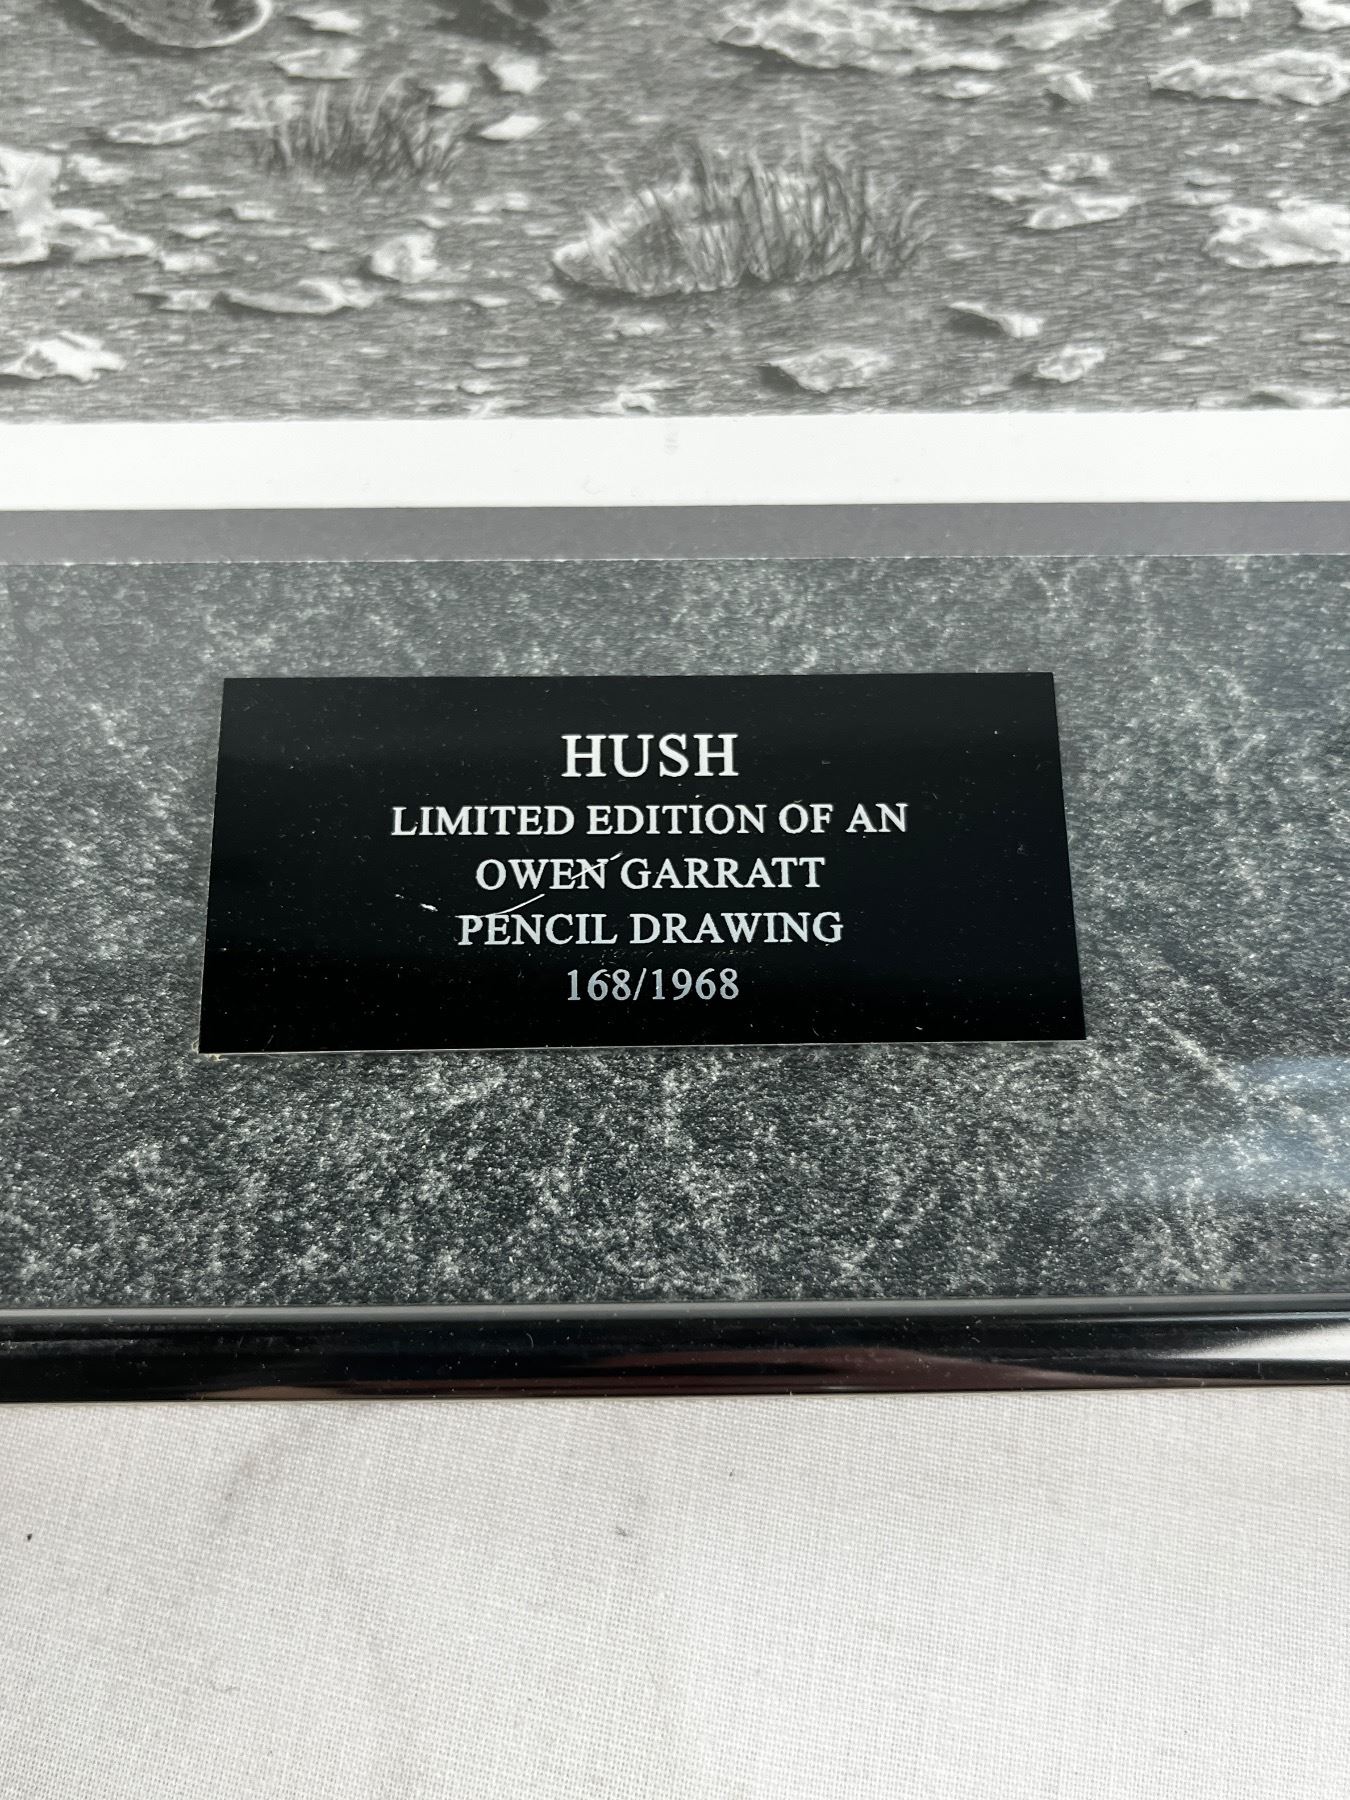 HUSH
LIMITED EDITION OF AN
OWEN GARRATT
PENCIL DRAWING
168/1968